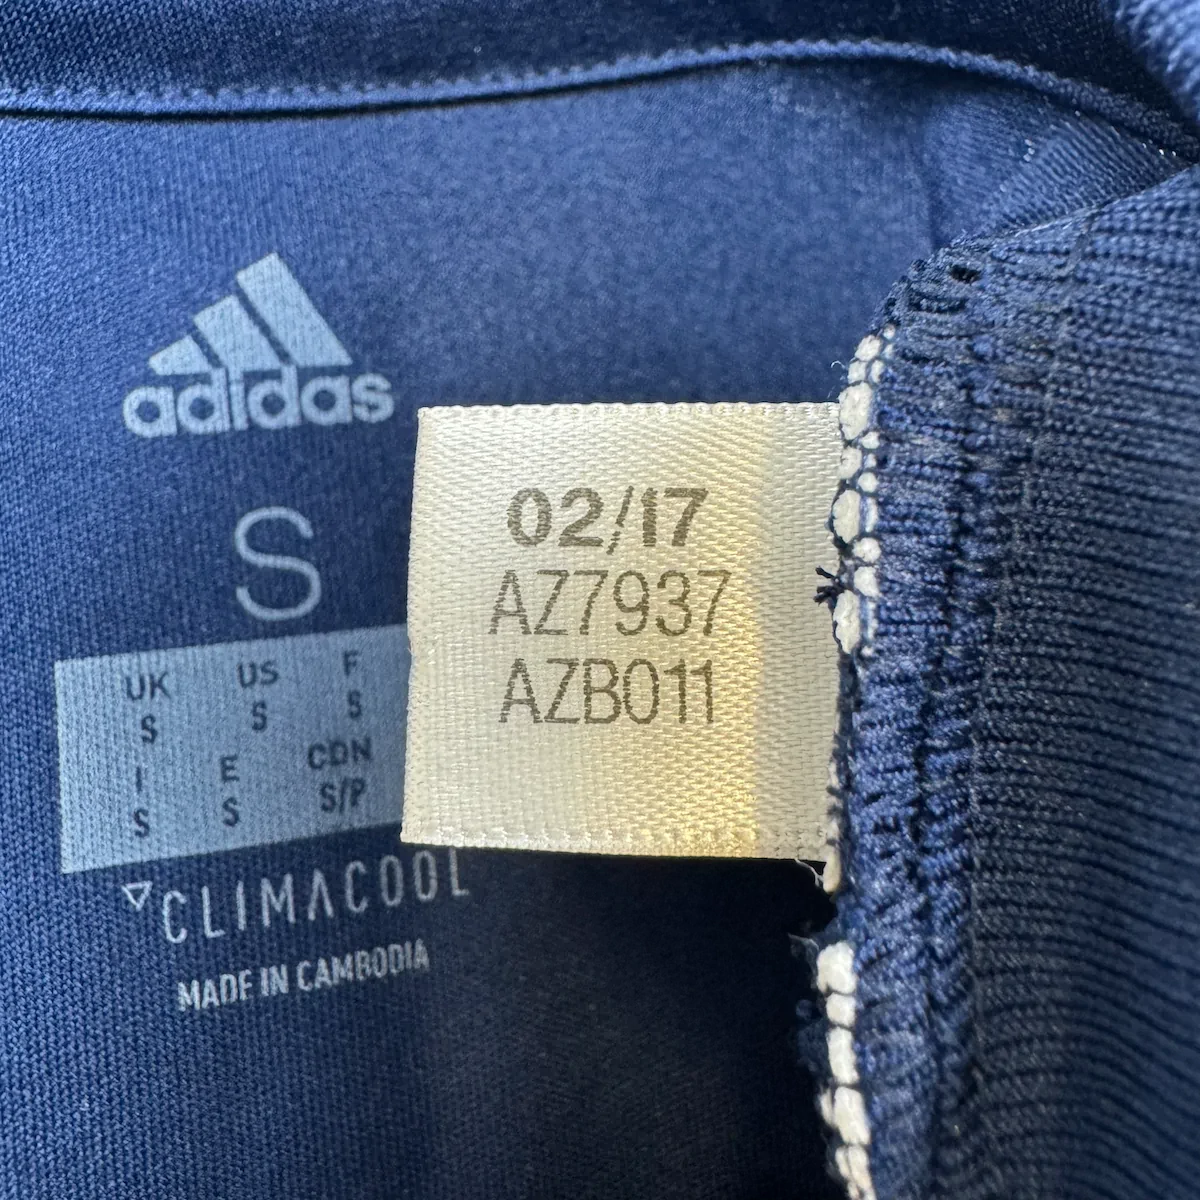 adidas
S
UK US F
S S S
I E CDN
S S S/P
CLIMACOOL
MADE IN CAMBODIA
02/17
AZ7937
AZB011